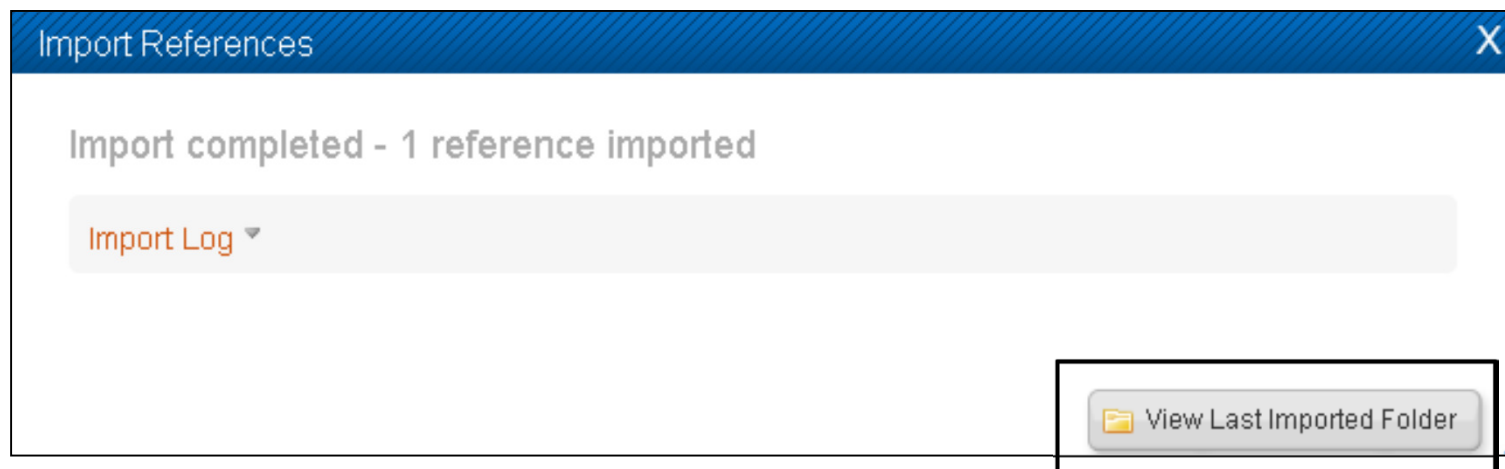 Import References X
Import completed - 1 reference imported
Import Log
View Last Imported Folder